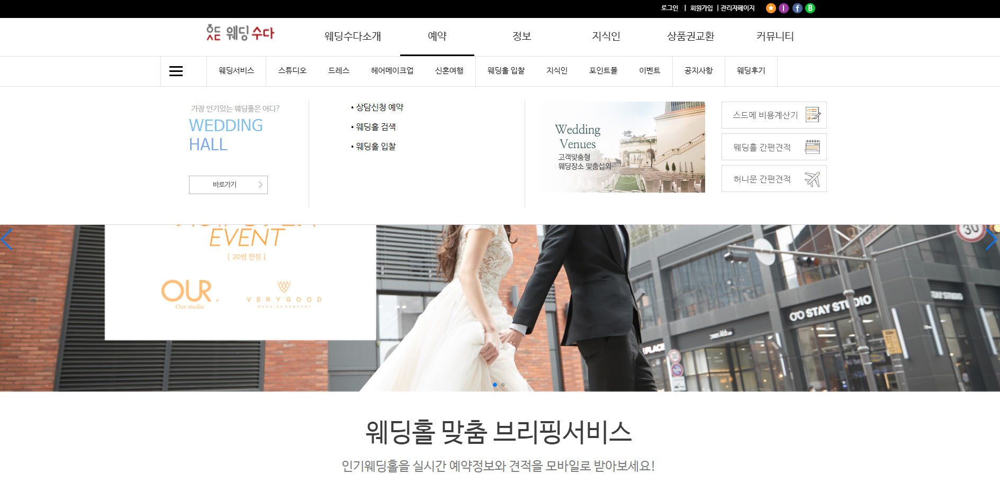 로그인 | 회원가입 | 관리자페이지
웨딩 수다
웨딩수다소개 예약 정보 지식인 상품권교환 커뮤니티
웨딩서비스 스튜디오 드레스 헤어메이크업 신혼여행 웨딩홀 입찰 지식인 포인트몰 이벤트 공지사항 웨딩후기
가장 인기있는 웨딩홀은 어디?
WEDDING
HALL
바로가기
• 상담신청 예약
• 웨딩홀 검색
• 웨딩홀 입찰
Wedding
Venues
고객맞춤형
웨딩장소 맞춤섭외
스드메 비용계산기
웨딩홀 간편견적
허니문 간편견적
EVENT
[ 20쌍 한정 ]
OUR
Our studio
VERYGOOD
WEDDING COMPANY
30
STAY STUDIO
STAY STUDIO
PLACE
30
웨딩홀 맞춤 브리핑서비스
인기웨딩홀을 실시간 예약정보와 견적을 모바일로 받아보세요!